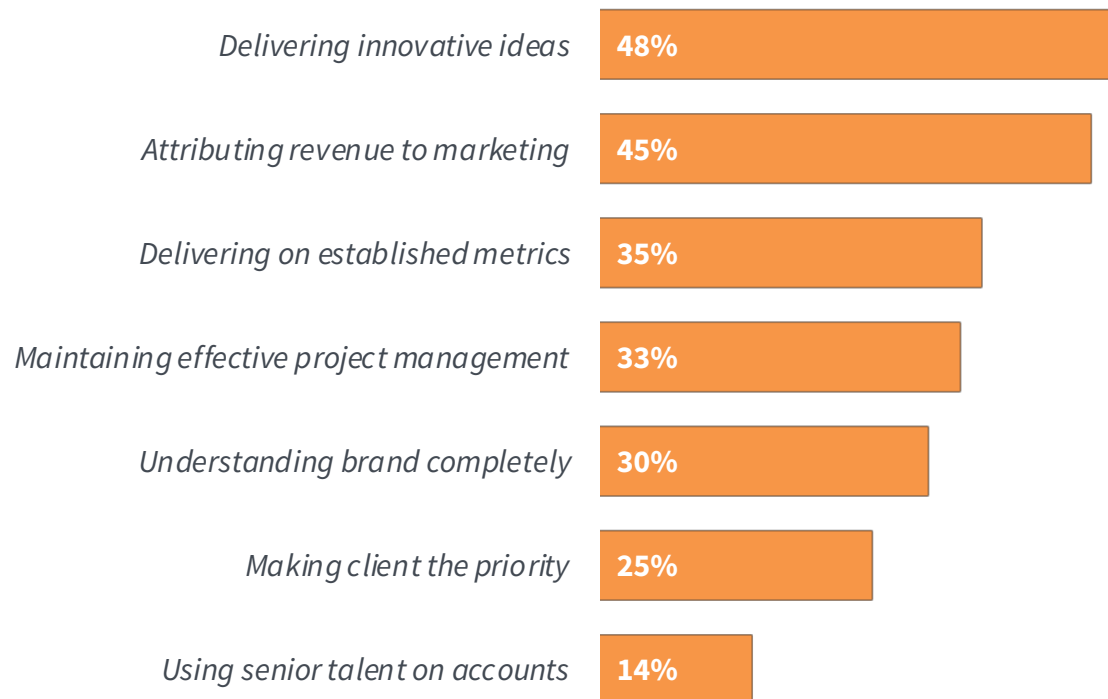 Delivering innovative ideas 48%
Attributing revenue to marketing 45%
Delivering on established metrics 35%
Maintaining effective project management 33%
Understanding brand completely 30%
Making client the priority 25%
Using senior talent on accounts 14%